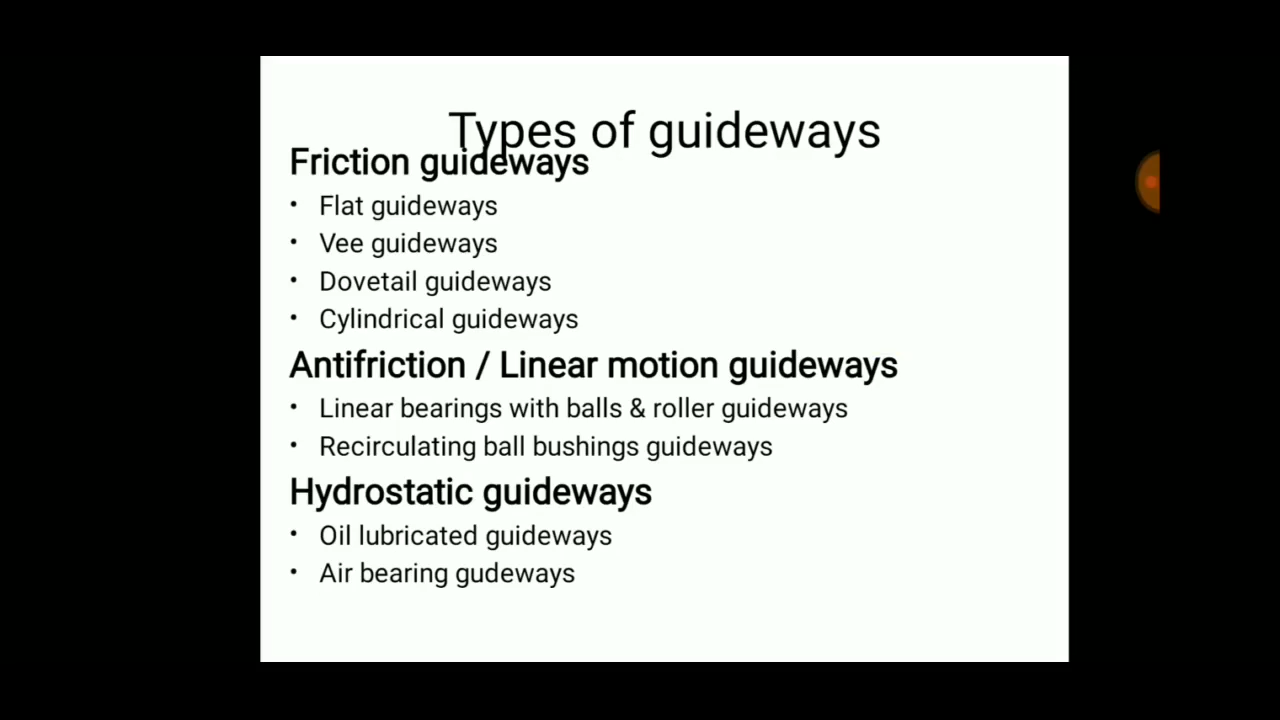 Types of guideways
Friction guideways
• Flat guideways
• Vee guideways
• Dovetail guideways
• Cylindrical guideways
Antifriction / Linear motion guideways
• Linear bearings with balls & roller guideways
• Recirculating ball bushings guideways
Hydrostatic guideways
• Oil lubricated guideways
• Air bearing gudeways